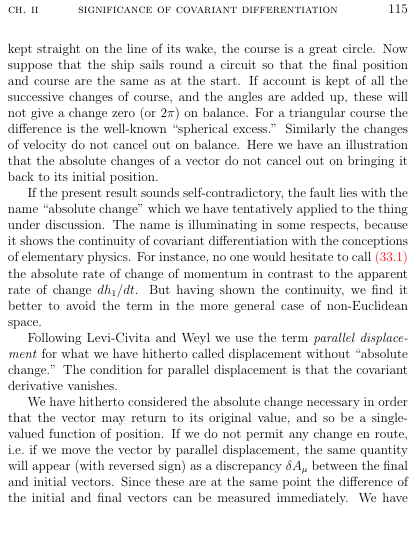 CH. II SIGNIFICANCE OF COVARIANT DIFFERENTIATION 115
kept straight on the line of its wake, the course is a great circle. Now
suppose that the ship sails round a circuit so that the final position
and course are the same as at the start. If account is kept of all the
successive changes of course, and the angles are added up, these will
not give a change zero (or 2π) on balance. For a triangular course the
difference is the well-known “spherical excess.” Similarly the changes
of velocity do not cancel out on balance. Here we have an illustration
that the absolute changes of a vector do not cancel out on bringing it
back to its initial position.
If the present result sounds self-contradictory, the fault lies with the
name “absolute change” which we have tentatively applied to the thing
under discussion. The name is illuminating in some respects, because
it shows the continuity of covariant differentiation with the conceptions
of elementary physics. For instance, no one would hesitate to call (33.1)
the absolute rate of change of momentum in contrast to the apparent
rate of change dh₁/dt. But having shown the continuity, we find it
better to avoid the term in the more general case of non-Euclidean
space.
Following Levi-Civita and Weyl we use the term parallel displace-
ment for what we have hitherto called displacement without “absolute
change.” The condition for parallel displacement is that the covariant
derivative vanishes.
We have hitherto considered the absolute change necessary in order
that the vector may return to its original value, and so be a single-
valued function of position. If we do not permit any change en route,
i.e. if we move the vector by parallel displacement, the same quantity
will appear (with reversed sign) as a discrepancy δAμ between the final
and initial vectors. Since these are at the same point the difference of
the initial and final vectors can be measured immediately. We have